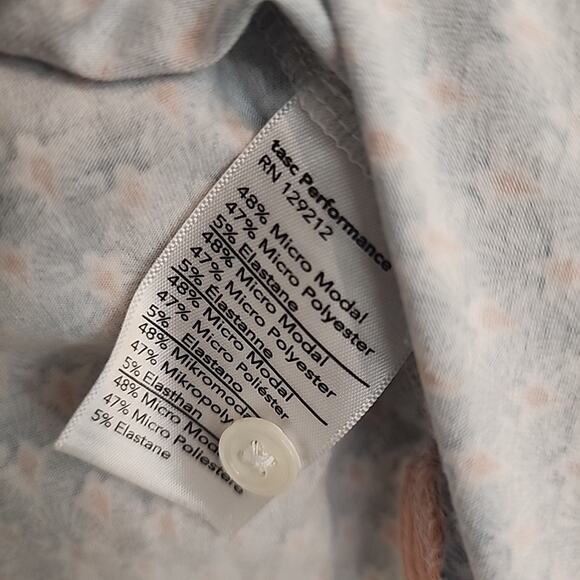 tasc Performance
RN 129212
48% Micro Modal
47% Micro Polyester
5% Elastane
48% Micro Modal
47% Micro Polyester
5% Élastanne
48% Micro Modal
47% Micro Poliéster
5% Elastano
48% Mikromod
47% Mikropoly
5% Elasthan
48% Micro Mod
47% Micro Poliestere
5% Elastane